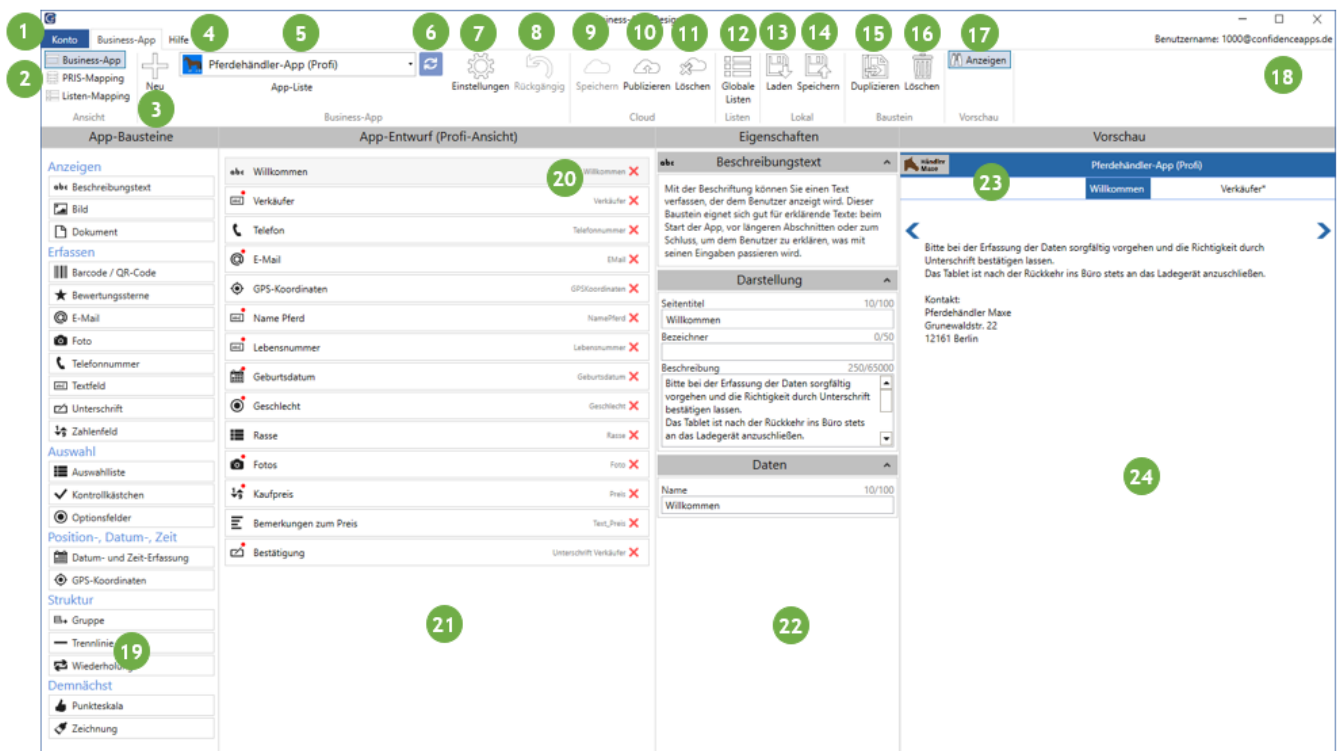 Business-App Designer
1
Konto
Business-App
Hilfe
4
5
6
7
8
9
10
11
12
13
14
15
16
17
18
Benutzername: 1000@confidenceapps.de
2
Business-App
PRIS-Mapping
Listen-Mapping
Ansicht
Neu
3
Pferdehändler-App (Profi)
App-Liste
Einstellungen
Rückgängig
Business-App
Speichern
Publizieren
Löschen
Cloud
Globale
Listen
Listen
Laden
Speichern
Lokal
Duplizieren
Löschen
Baustein
Anzeigen
Vorschau
App-Bausteine
Anzeigen
abc Beschreibungstext
Bild
Dokument
Erfassen
Barcode / QR-Code
Bewertungssterne
E-Mail
Foto
Telefonnummer
Textfeld
Unterschrift
Zahlenfeld
Auswahl
Auswahlliste
Kontrollkästchen
Optionsfelder
Position-, Datum-, Zeit
Datum- und Zeit-Erfassung
GPS-Koordinaten
Struktur
Gruppe
Trennlinie
19
Demnächst
Punkteskala
Zeichnung
App-Entwurf (Profi-Ansicht)
abc Willkommen
20
Willkommen
Verkäufer
Verkäufer
Telefon
Telefonnummer
E-Mail
EMail
GPS-Koordinaten
GPSKoordinaten
Name Pferd
NamePferd
Lebensnummer
Lebensnummer
Geburtsdatum
Geburtsdatum
Geschlecht
Geschlecht
Rasse
Rasse
Fotos
Foto
Kaufpreis
Preis
Bemerkungen zum Preis
Text_Preis
Bestätigung
Unterschrift Verkäufer
21
Eigenschaften
abc Beschreibungstext
Mit der Beschriftung können Sie einen Text
verfassen, der dem Benutzer anzeigt wird. Dieser
Baustein eignet sich gut für erklärende Texte: beim
Start der App, vor längeren Abschnitten oder zum
Schluss, um dem Benutzer zu erklären, was mit
seinen Eingaben passieren wird.
Darstellung
Seitentitel 10/100
Willkommen
Bezeichner 0/50
Beschreibung 250/65000
Bitte bei der Erfassung der Daten sorgfältig
vorgehen und die Richtigkeit durch Unterschrift
bestätigen lassen.
Das Tablet ist nach der Rückkehr ins Büro stets
an das Ladegerät anzuschließen.
Daten
Name 10/100
Willkommen
22
Vorschau
Händler
Maxe
Pferdehändler-App (Profi)
23
Willkommen
Verkäufer*
Bitte bei der Erfassung der Daten sorgfältig vorgehen und die Richtigkeit durch
Unterschrift bestätigen lassen.
Das Tablet ist nach der Rückkehr ins Büro stets an das Ladegerät anzuschließen.
Kontakt:
Pferdehändler Maxe
Grunewaldstr. 22
12161 Berlin
24